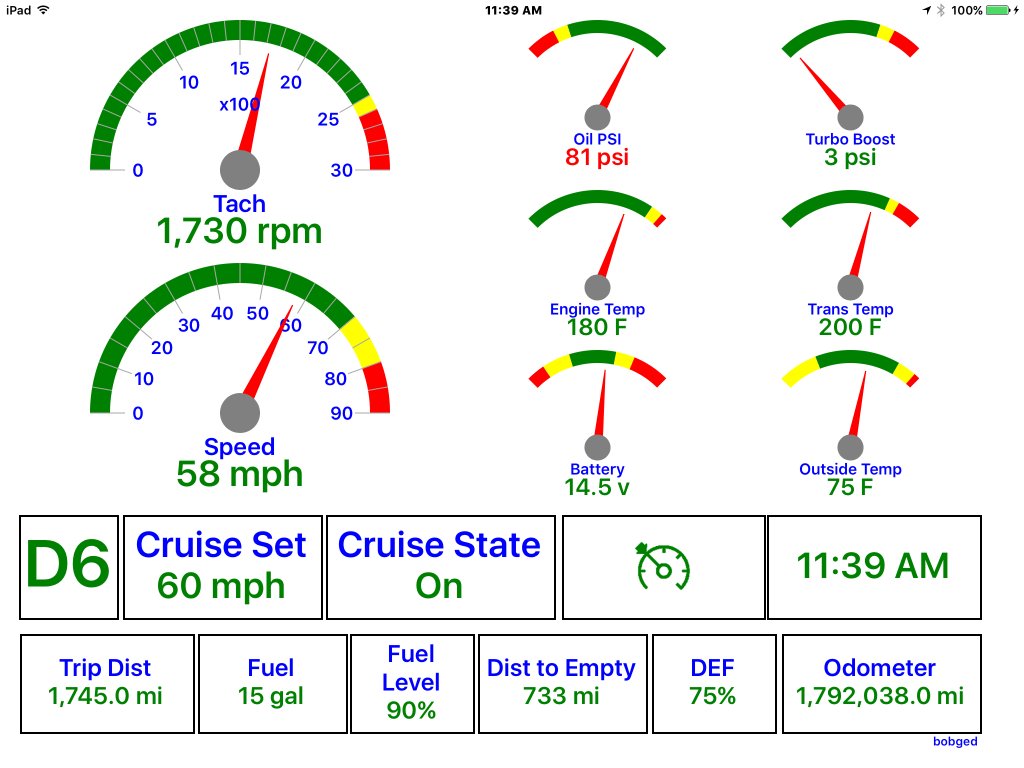 iPad
11:39 AM
100%
0
5
10
15
20
25
30
x100
Tach
1,730 rpm
Oil PSI
81 psi
Turbo Boost
3 psi
Engine Temp
180 F
Trans Temp
200 F
0
10
20
30
40
50
60
70
80
90
Speed
58 mph
Battery
14.5 v
Outside Temp
75 F
D6
Cruise Set
60 mph
Cruise State
On
11:39 AM
Trip Dist
1,745.0 mi
Fuel
15 gal
Fuel
Level
90%
Dist to Empty
733 mi
DEF
75%
Odometer
1,792,038.0 mi
bobged